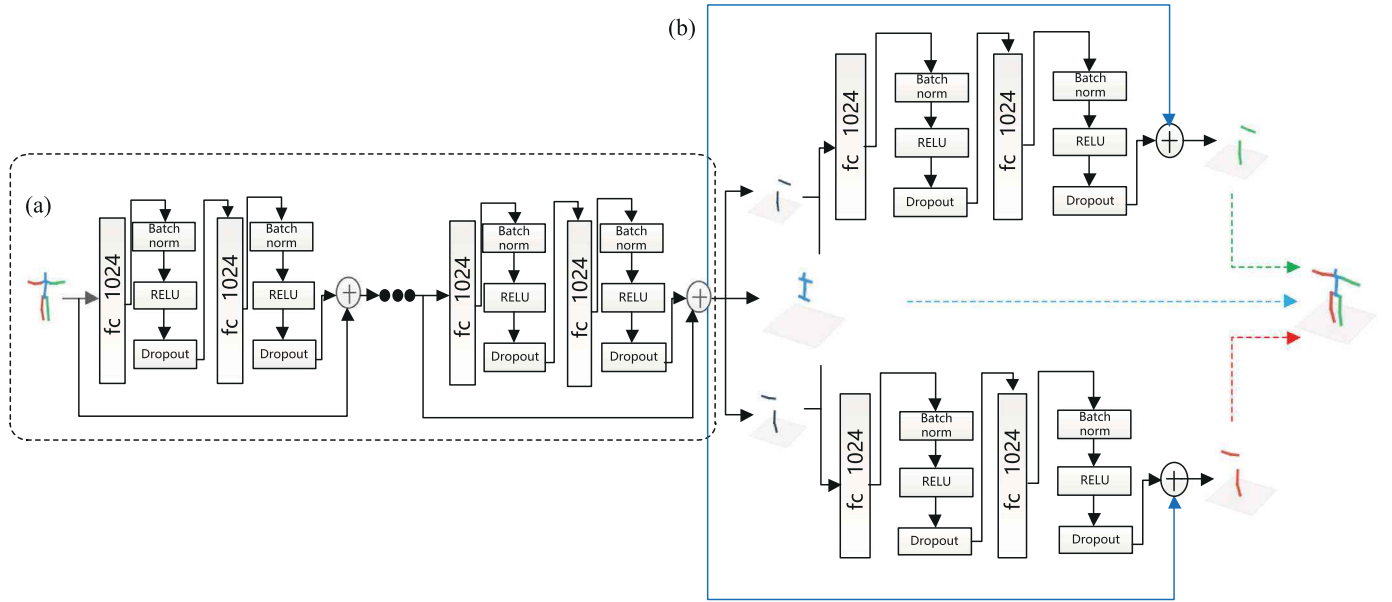 (b)
fc 1024
Batch
norm
RELU
Dropout
fc 1024
Batch
norm
RELU
Dropout
(a)
fc 1024
Batch
norm
RELU
Dropout
fc 1024
Batch
norm
RELU
Dropout
fc 1024
Batch
norm
RELU
Dropout
fc 1024
Batch
norm
RELU
Dropout
fc 1024
Batch
norm
RELU
Dropout
fc 1024
Batch
norm
RELU
Dropout